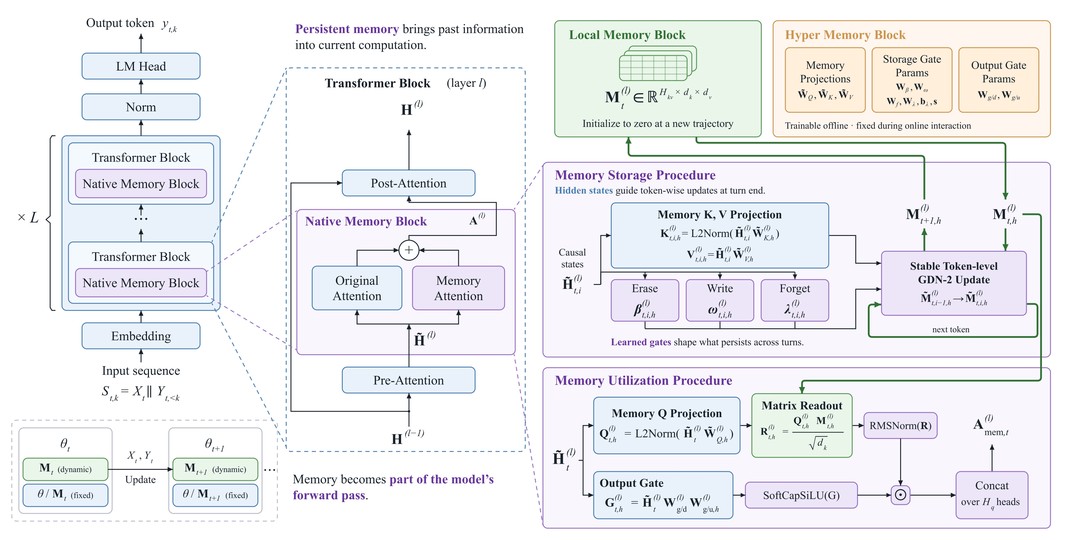 Output token y_{t,k}
LM Head
Norm
× L
Transformer Block
Native Memory Block
...
Transformer Block
Native Memory Block
Embedding
Input sequence
S_{t,k} = X_t ∥ Y_{t,<k}
θ_t
M_t (dynamic)
θ / M_t (fixed)
X_t, Y_t
Update
θ_{t+1}
M_{t+1} (dynamic)
θ / M_{t+1} (fixed)
...
Persistent memory brings past information
into current computation.
Transformer Block (layer l)
H^{(l)}
Post-Attention
Native Memory Block
A^{(l)}
+
Original
Attention
Memory
Attention
H̃^{(l)}
Pre-Attention
H^{(l−1)}
Memory becomes part of the model's
forward pass.
Local Memory Block
M_t^{(l)} ∈ ℝ^{H_{kv} × d_k × d_v}
Initialize to zero at a new trajectory
Hyper Memory Block
Memory
Projections
W̃_Q, W̃_K, W̃_V
Storage Gate
Params
W_β, W_ω
W_f, W_λ, b_λ, s
Output Gate
Params
W_{g/d}, W_{g/u}
Trainable offline · fixed during online interaction
Memory Storage Procedure
Hidden states guide token-wise updates at turn end.
Causal
states
H̃_{t,i}^{(l)}
Memory K, V Projection
K_{t,i,h}^{(l)} = L2Norm( H̃_{t,i}^{(l)} W̃_{K,h}^{(l)} )
V_{t,i,h}^{(l)} = H̃_{t,i}^{(l)} W̃_{V,h}^{(l)}
Erase
β_{t,i,h}^{(l)}
Write
ω_{t,i,h}^{(l)}
Forget
λ_{t,i,h}^{(l)}
Learned gates shape what persists across turns.
M_{t+1,h}^{(l)}
M_{t,h}^{(l)}
Stable Token-level
GDN-2 Update
M̃_{t,i−1,h}^{(l)} → M̃_{t,i,h}^{(l)}
next token
Memory Utilization Procedure
H̃_t^{(l)}
Memory Q Projection
Q_{t,h}^{(l)} = L2Norm( H̃_t^{(l)} W̃_{Q,h}^{(l)} )
Matrix Readout
R_{t,h}^{(l)} = Q_{t,h}^{(l)} M_{t,h}^{(l)} / √d_k
RMSNorm(R)
Output Gate
G_{t,h}^{(l)} = H̃_t^{(l)} W_{g/d}^{(l)} W_{g/u,h}^{(l)}
SoftCapSiLU(G)
⊙
A_{mem,t}^{(l)}
Concat
over H_q heads